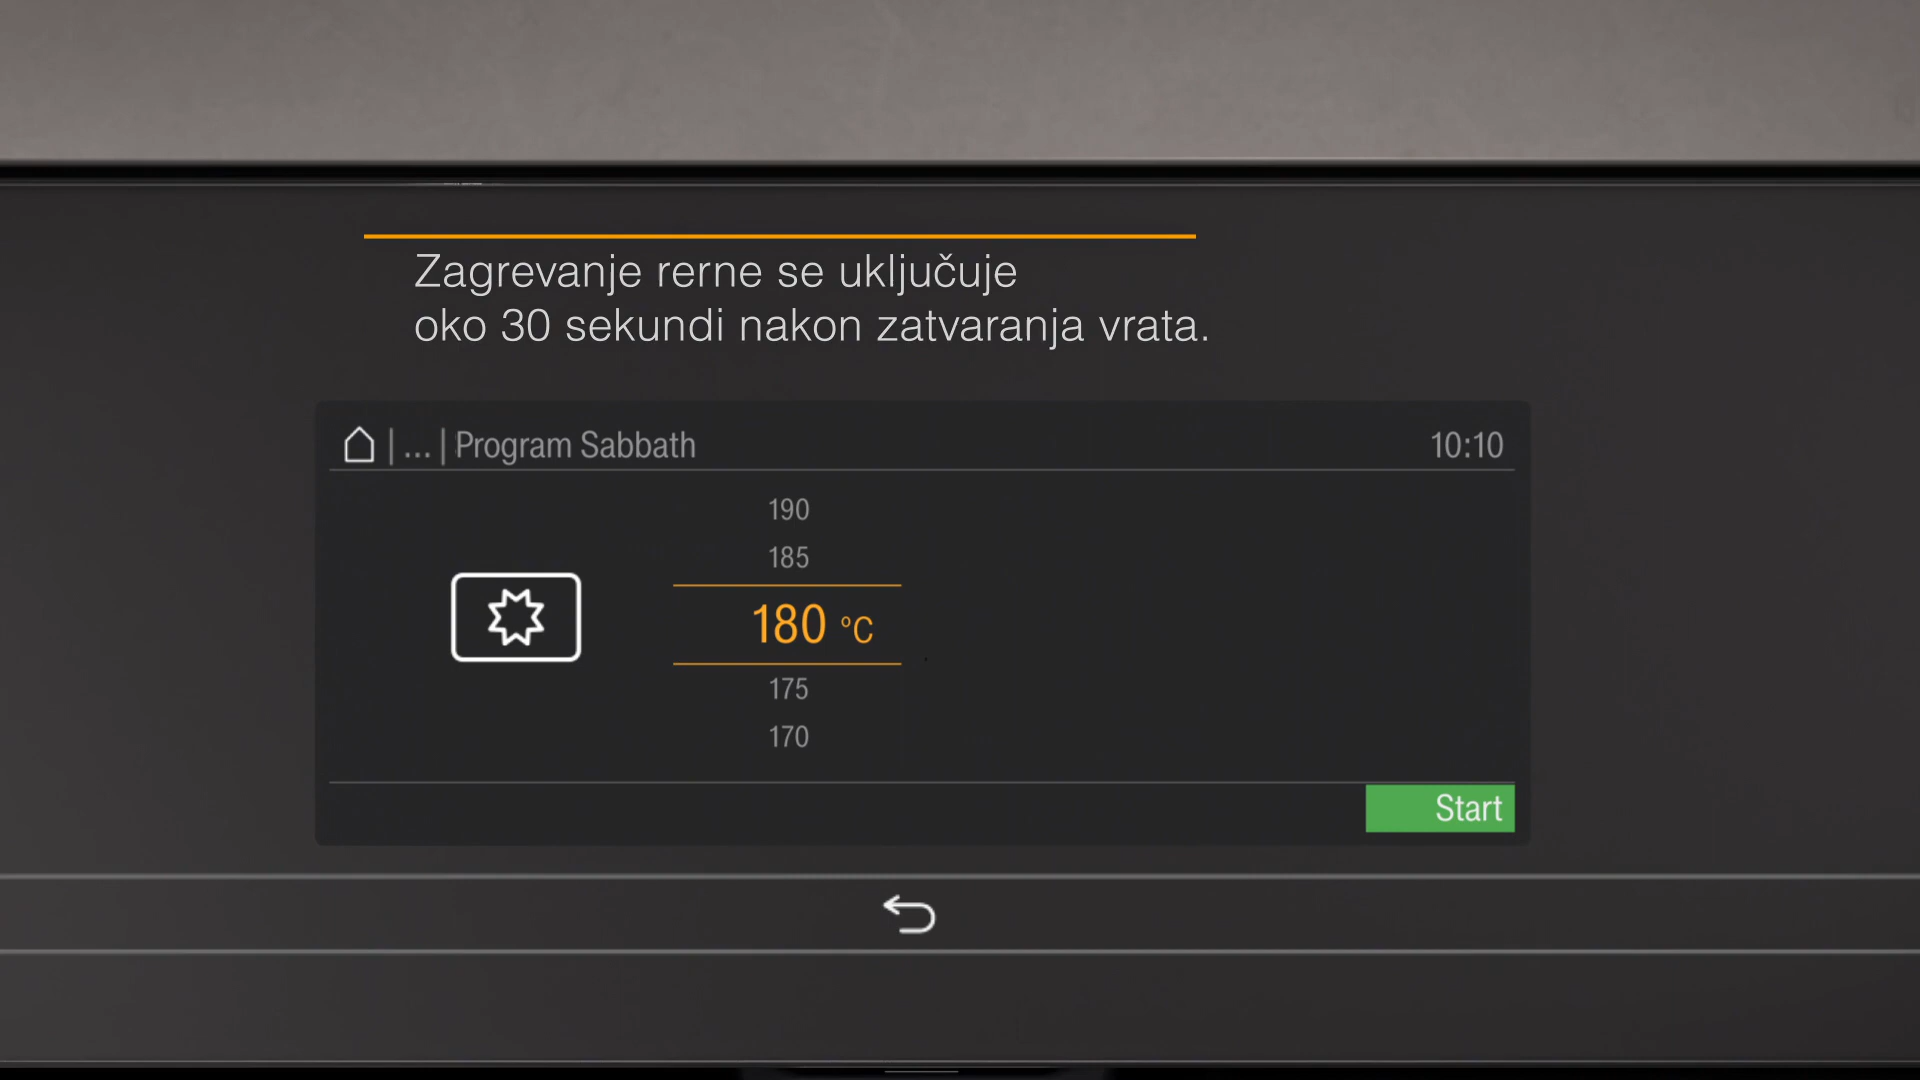 Zagrevanje rerne se uključuje
oko 30 sekundi nakon zatvaranja vrata.
| ... | Program Sabbath
10:10
190
185
180 °C
175
170
Start